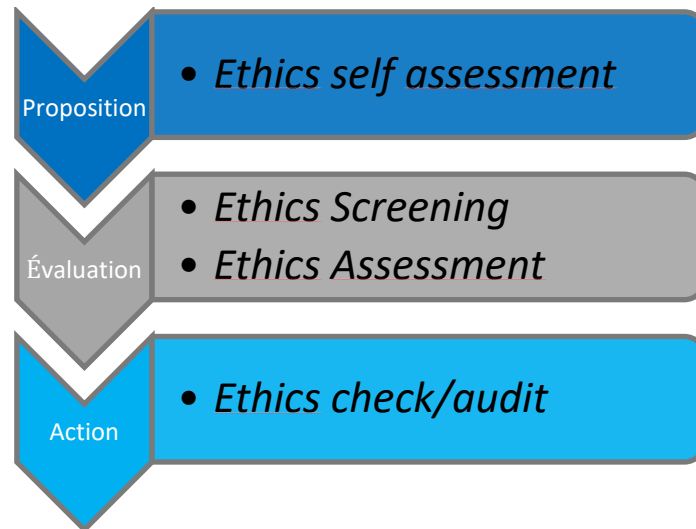 Proposition
• Ethics self assessment
Évaluation
• Ethics Screening
• Ethics Assessment
Action
• Ethics check/audit